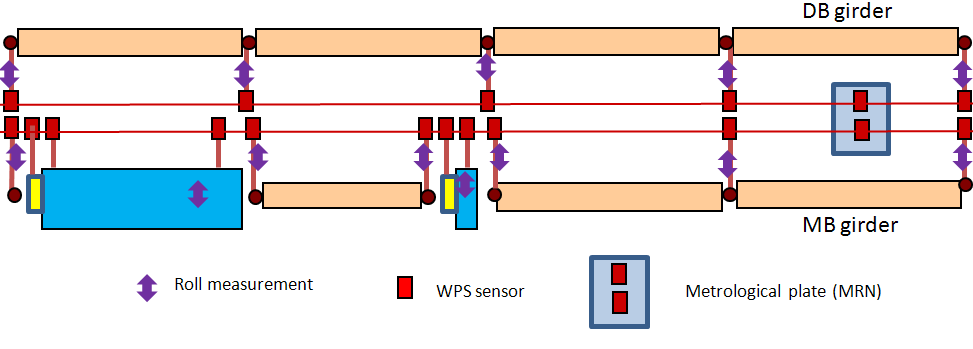 DB girder
MB girder
Roll measurement
WPS sensor
Metrological plate (MRN)